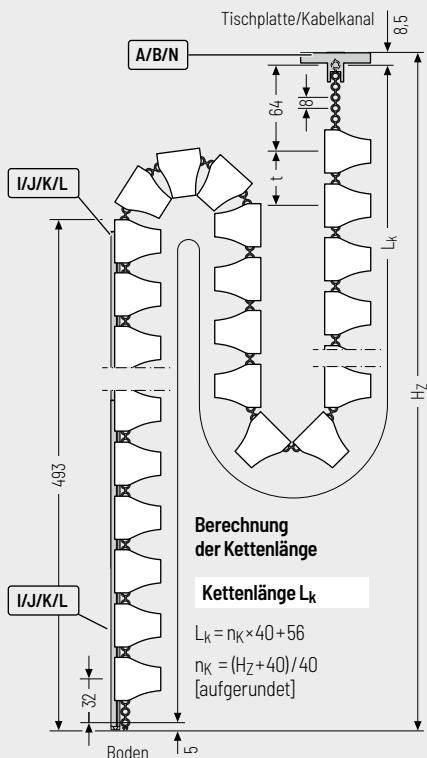 Tischplatte/Kabelkanal
8,5
A/B/N
64
8
t
I/J/K/L
Lk
HZ
493
Berechnung
der Kettenlänge
Kettenlänge Lk
I/J/K/L
Lk = nK×40+56
nK = (HZ+40)/40
[aufgerundet]
32
5
Boden